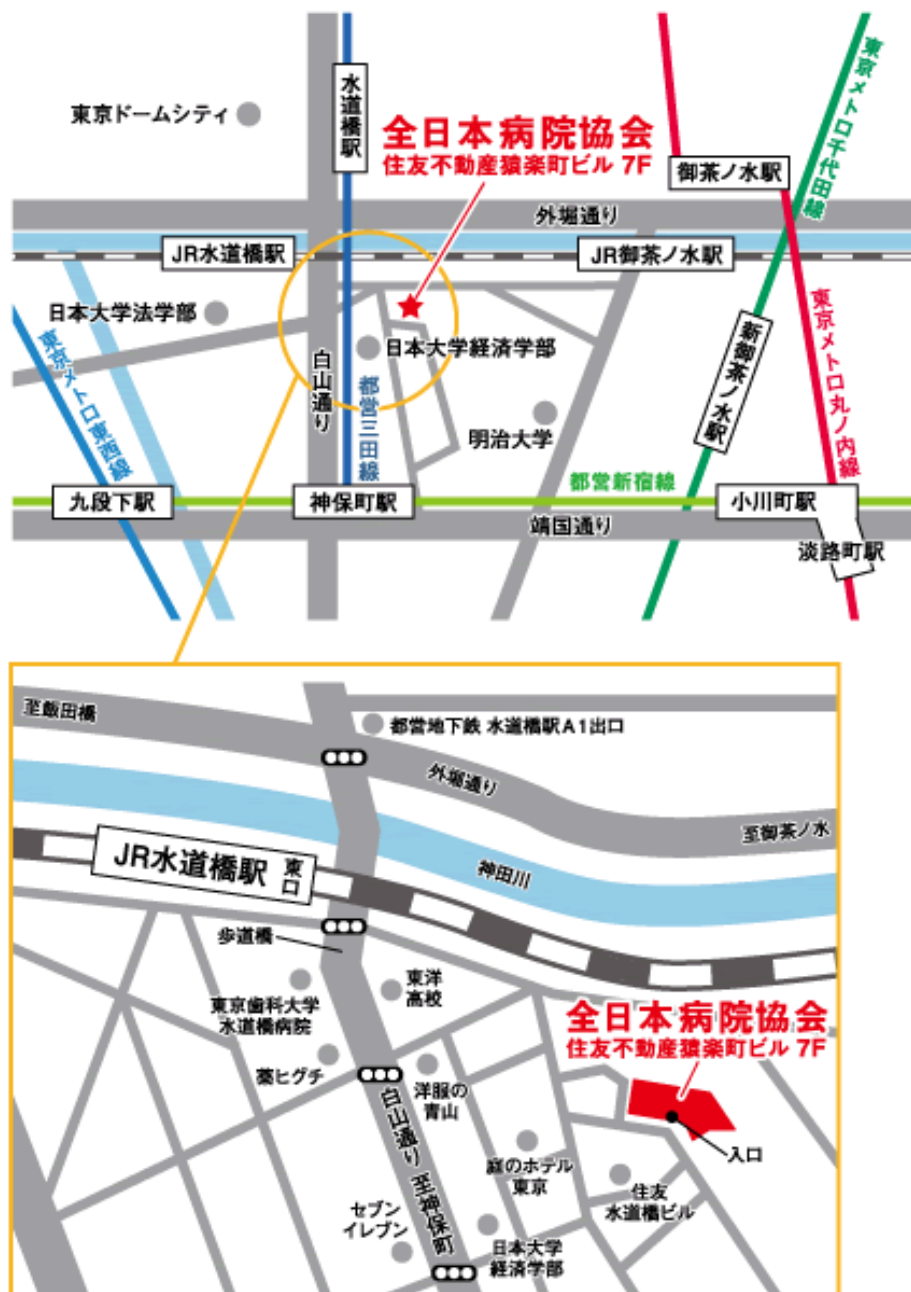 東京ドームシティ
水道橋駅
全日本病院協会
住友不動産猿楽町ビル 7F
御茶ノ水駅
東京メトロ千代田線
外堀通り
JR水道橋駅
JR御茶ノ水駅
日本大学法学部
日本大学経済学部
新御茶ノ水駅
東京メトロ丸ノ内線
東京メトロ東西線
白山通り
都営三田線
明治大学
都営新宿線
九段下駅
神保町駅
小川町駅
靖国通り
淡路町駅
至飯田橋
都営地下鉄 水道橋駅A1出口
外堀通り
至御茶ノ水
JR水道橋駅 東口
神田川
歩道橋
東京歯科大学
水道橋病院
東洋
高校
全日本病院協会
住友不動産猿楽町ビル 7F
薬ヒグチ
洋服の
青山
白山通り 至神保町
入口
庭のホテル
東京
住友
水道橋ビル
セブン
イレブン
日本大学
経済学部